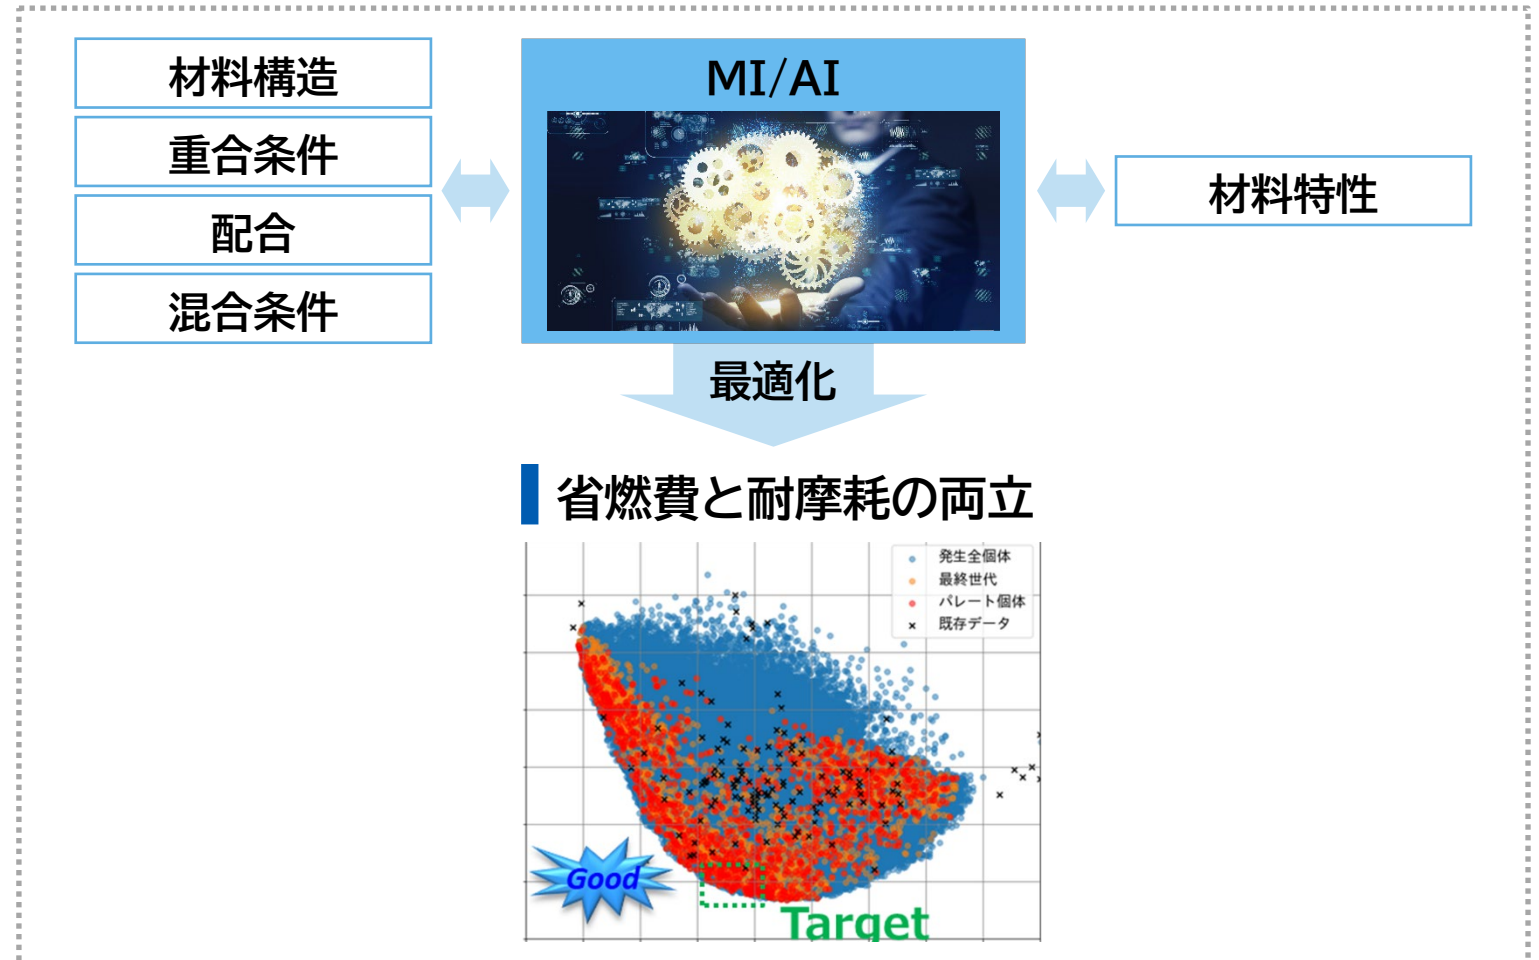 材料構造
重合条件
配合
混合条件
MI/AI
材料特性
最適化
省燃費と耐摩耗の両立
発生全個体
最終世代
パレート個体
既存データ
Good
Target